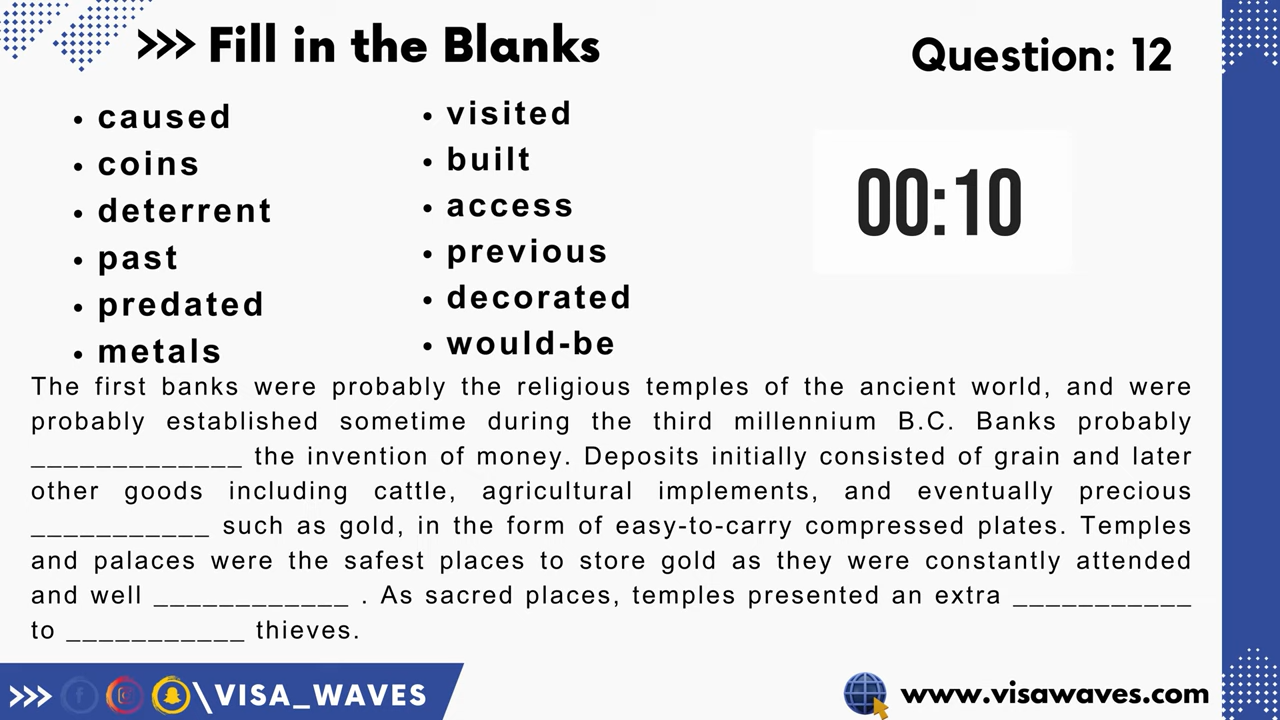 >>> Fill in the Blanks
Question: 12
• caused
• coins
• deterrent
• past
• predated
• metals
• visited
• built
• access
• previous
• decorated
• would-be
00:10
The first banks were probably the religious temples of the ancient world, and were
probably established sometime during the third millennium B.C. Banks probably
_____________ the invention of money. Deposits initially consisted of grain and later
other goods including cattle, agricultural implements, and eventually precious
___________ such as gold, in the form of easy-to-carry compressed plates. Temples
and palaces were the safest places to store gold as they were constantly attended
and well ____________ . As sacred places, temples presented an extra ___________
to ___________ thieves.
>>> \VISA_WAVES
www.visawaves.com